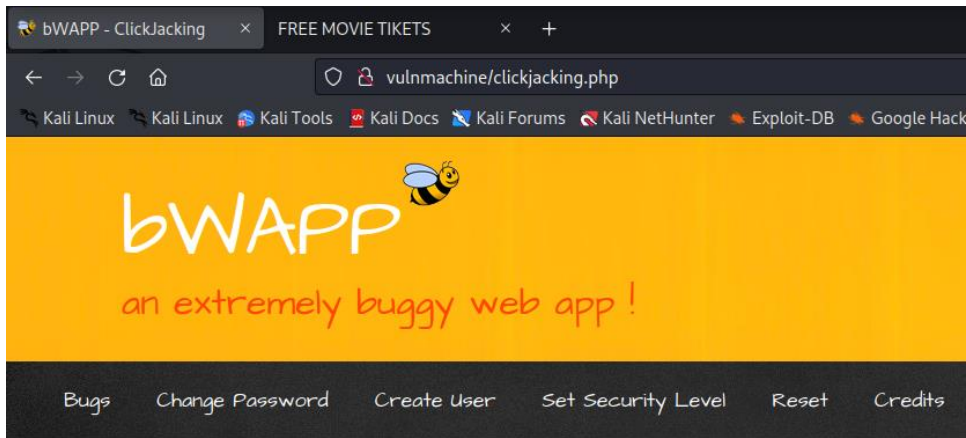 bWAPP - ClickJacking × FREE MOVIE TIKETS × +
vulnmachine/clickjacking.php
Kali Linux Kali Linux Kali Tools Kali Docs Kali Forums Kali NetHunter Exploit-DB Google Hack
bWAPP
an extremely buggy web app !
Bugs Change Password Create User Set Security Level Reset Credits